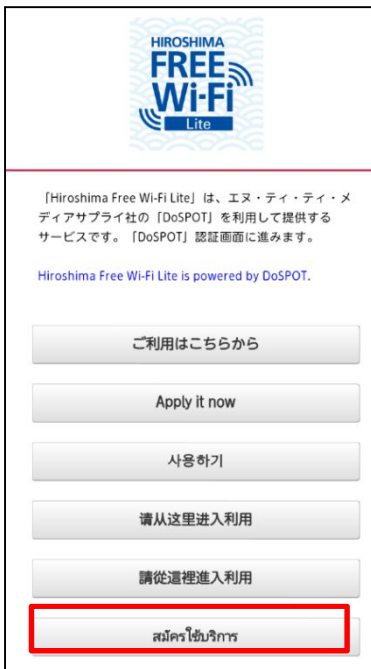 HIROSHIMA
FREE
Wi-Fi
Lite
「Hiroshima Free Wi-Fi Lite」は、エヌ・ティ・ティ・メ
ディアサプライ社の「DoSPOT」を利用して提供する
サービスです。「DoSPOT」認証画面に進みます。
Hiroshima Free Wi-Fi Lite is powered by DoSPOT.
ご利用はこちらから
Apply it now
사용하기
请从这里进入利用
請從這裡進入利用
สมัครใช้บริการ